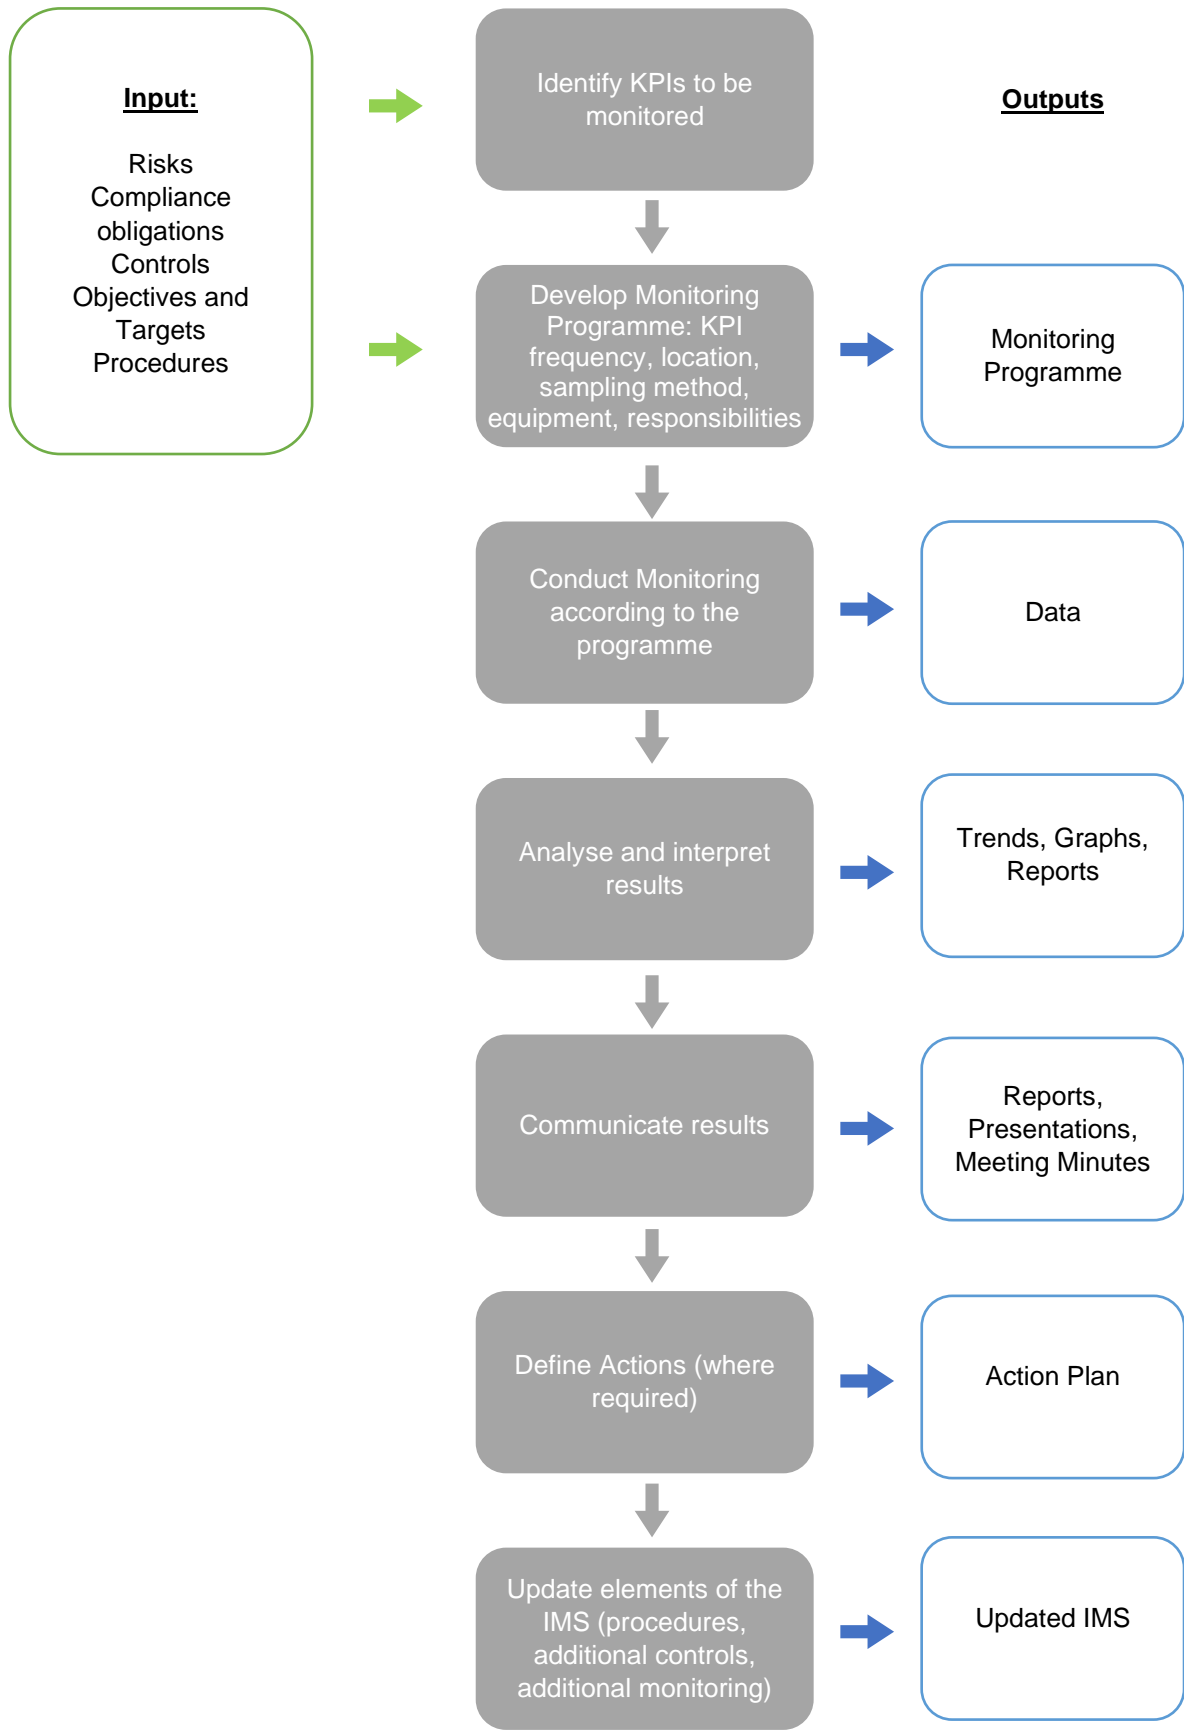 Input:
Risks
Compliance
obligations
Controls
Objectives and
Targets
Procedures
Identify KPIs to be
monitored
Outputs
Develop Monitoring
Programme: KPI
frequency, location,
sampling method,
equipment, responsibilities
Monitoring
Programme
Conduct Monitoring
according to the
programme
Data
Analyse and interpret
results
Trends, Graphs,
Reports
Communicate results
Reports,
Presentations,
Meeting Minutes
Define Actions (where
required)
Action Plan
Update elements of the
IMS (procedures,
additional controls,
additional monitoring)
Updated IMS